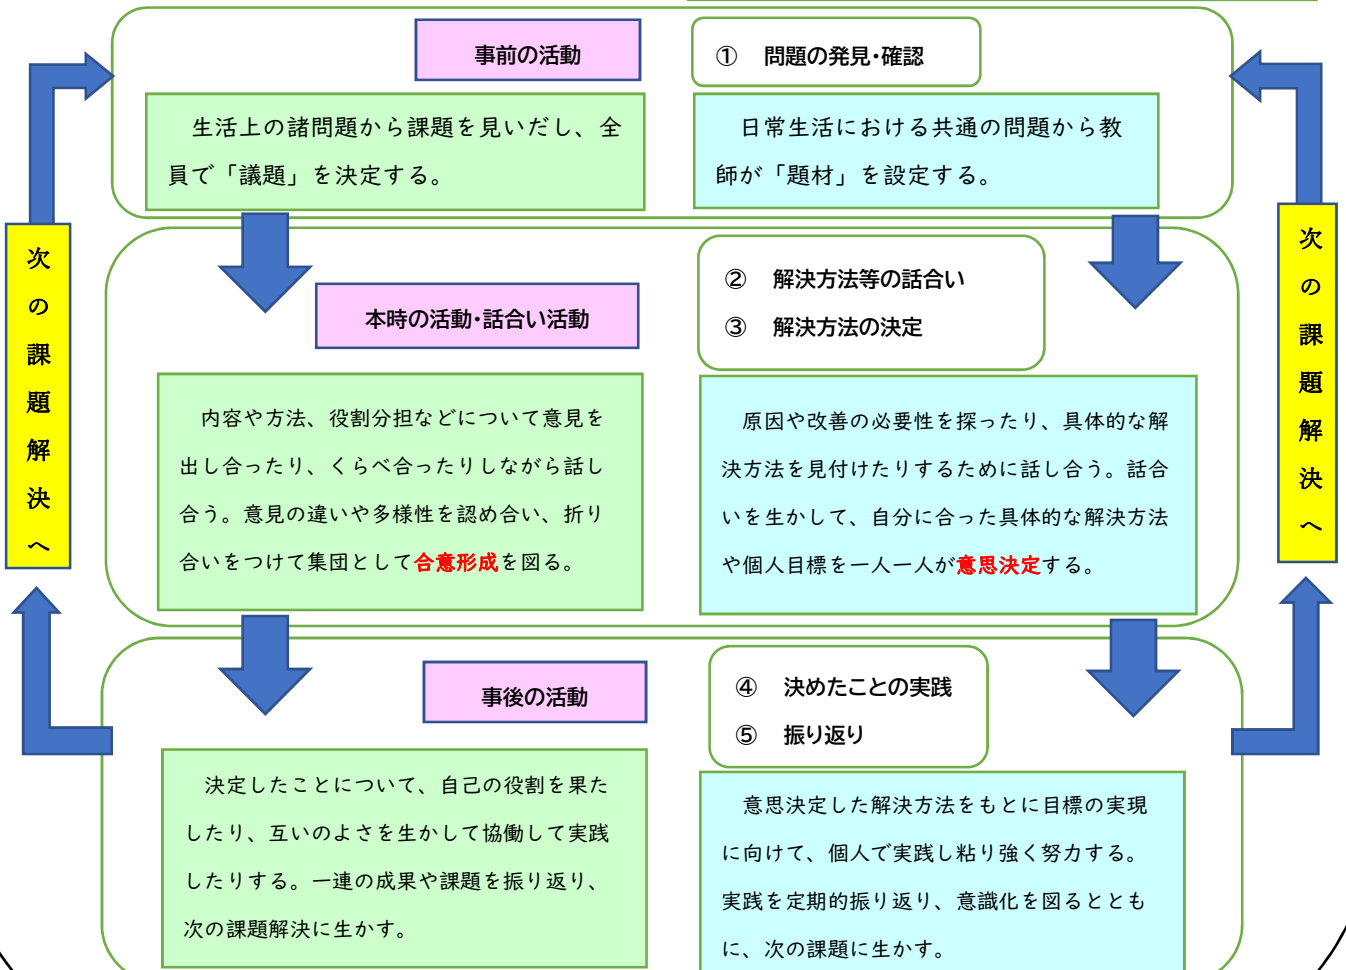 事前の活動
① 問題の発見・確認
生活上の諸問題から課題を見いだし、全
員で「議題」を決定する。
日常生活における共通の問題から教
師が「題材」を設定する。
次の課題解決へ
次の課題解決へ
本時の活動・話合い活動
② 解決方法等の話合い
③ 解決方法の決定
内容や方法、役割分担などについて意見を
出し合ったり、くらべ合ったりしながら話し
合う。意見の違いや多様性を認め合い、折り
合いをつけて集団として合意形成を図る。
原因や改善の必要性を探ったり、具体的な解
決方法を見付けたりするために話し合う。話合
いを生かして、自分に合った具体的な解決方法
や個人目標を一人一人が意思決定する。
事後の活動
④ 決めたことの実践
⑤ 振り返り
決定したことについて、自己の役割を果た
したり、互いのよさを生かして協働して実践
したりする。一連の成果や課題を振り返り、
次の課題解決に生かす。
意思決定した解決方法をもとに目標の実現
に向けて、個人で実践し粘り強く努力する。
実践を定期的振り返り、意識化を図るととも
に、次の課題に生かす。